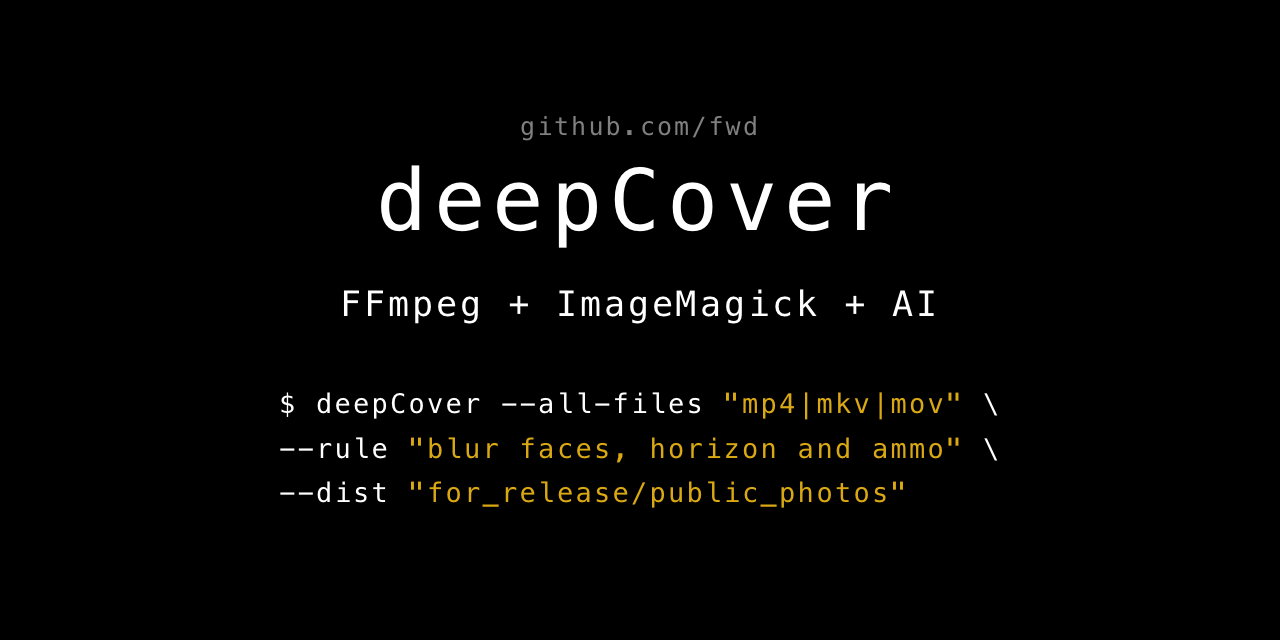 github.com/fwd
deepCover
FFmpeg + ImageMagick + AI
$ deepCover --all-files "mp4|mkv|mov" \
--rule "blur faces, horizon and ammo" \
--dist "for_release/public_photos"